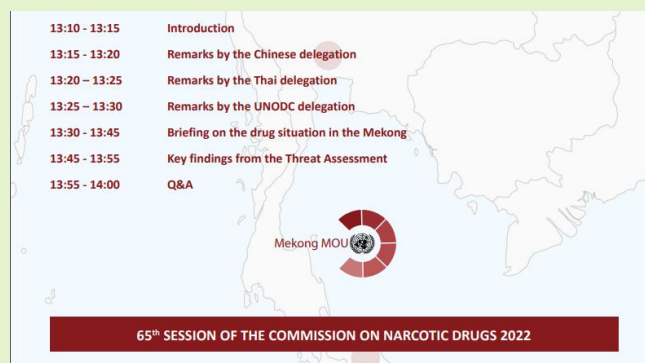 13:10 - 13:15 Introduction
13:15 - 13:20 Remarks by the Chinese delegation
13:20 – 13:25 Remarks by the Thai delegation
13:25 – 13:30 Remarks by the UNODC delegation
13:30 - 13:45 Briefing on the drug situation in the Mekong
13:45 - 13:55 Key findings from the Threat Assessment
13:55 - 14:00 Q&A
Mekong MOU
65th SESSION OF THE COMMISSION ON NARCOTIC DRUGS 2022